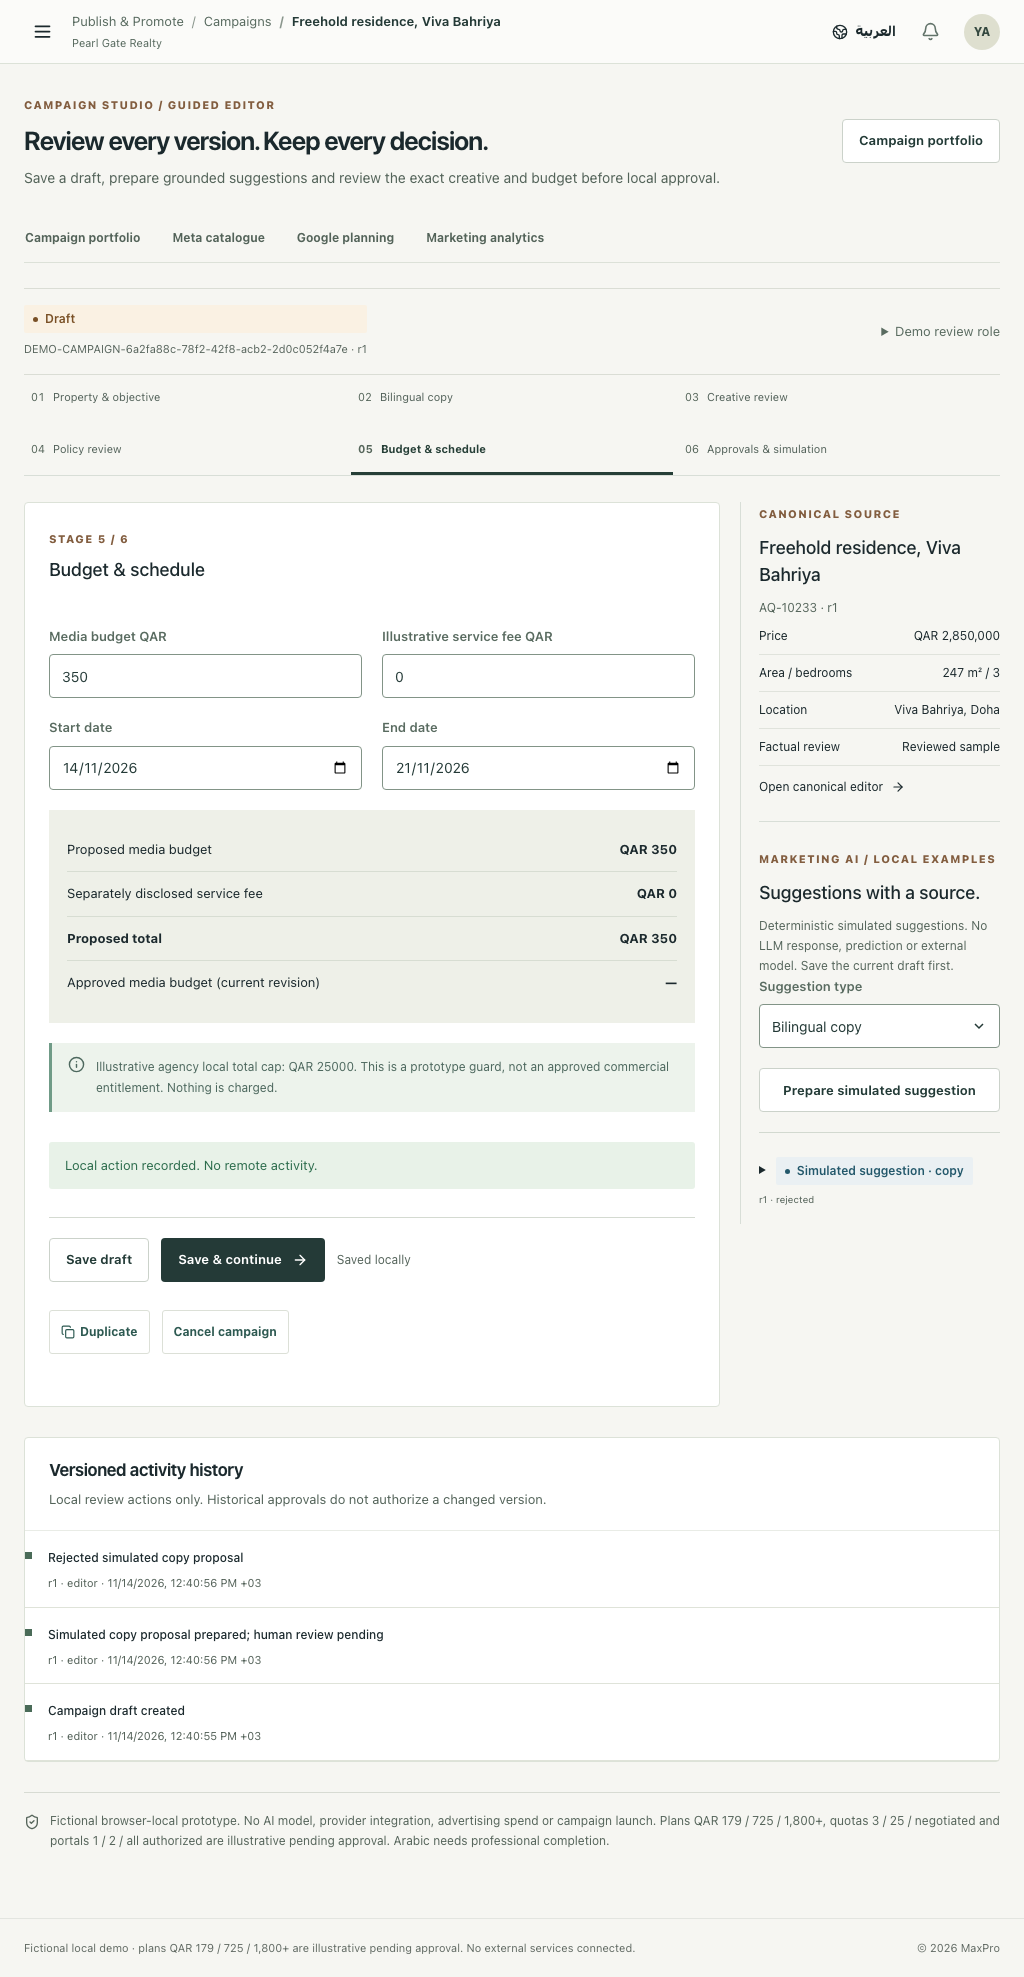 Publish & Promote / Campaigns / Freehold residence, Viva Bahriya
Pearl Gate Realty
العربية
YA
CAMPAIGN STUDIO / GUIDED EDITOR
Review every version. Keep every decision.
Save a draft, prepare grounded suggestions and review the exact creative and budget before local approval.
Campaign portfolio
Campaign portfolio
Meta catalogue
Google planning
Marketing analytics
Draft
DEMO-CAMPAIGN-6a2fa88c-78f2-42f8-acb2-2d0c052f4a7e · r1
Demo review role
01 Property & objective
02 Bilingual copy
03 Creative review
04 Policy review
05 Budget & schedule
06 Approvals & simulation
STAGE 5 / 6
Budget & schedule
Media budget QAR
Illustrative service fee QAR
350
0
Start date
End date
14/11/2026
21/11/2026
Proposed media budget QAR 350
Separately disclosed service fee QAR 0
Proposed total QAR 350
Approved media budget (current revision) —
Illustrative agency local total cap: QAR 25000. This is a prototype guard, not an approved commercial
entitlement. Nothing is charged.
Local action recorded. No remote activity.
Save draft
Save & continue
Saved locally
Duplicate
Cancel campaign
CANONICAL SOURCE
Freehold residence, Viva
Bahriya
AQ-10233 · r1
Price QAR 2,850,000
Area / bedrooms 247 m² / 3
Location Viva Bahriya, Doha
Factual review Reviewed sample
Open canonical editor
MARKETING AI / LOCAL EXAMPLES
Suggestions with a source.
Deterministic simulated suggestions. No
LLM response, prediction or external
model. Save the current draft first.
Suggestion type
Bilingual copy
Prepare simulated suggestion
Simulated suggestion · copy
r1 · rejected
Versioned activity history
Local review actions only. Historical approvals do not authorize a changed version.
Rejected simulated copy proposal
r1 · editor · 11/14/2026, 12:40:56 PM +03
Simulated copy proposal prepared; human review pending
r1 · editor · 11/14/2026, 12:40:56 PM +03
Campaign draft created
r1 · editor · 11/14/2026, 12:40:55 PM +03
Fictional browser-local prototype. No AI model, provider integration, advertising spend or campaign launch. Plans QAR 179 / 725 / 1,800+, quotas 3 / 25 / negotiated and
portals 1 / 2 / all authorized are illustrative pending approval. Arabic needs professional completion.
Fictional local demo · plans QAR 179 / 725 / 1,800+ are illustrative pending approval. No external services connected.
© 2026 MaxPro